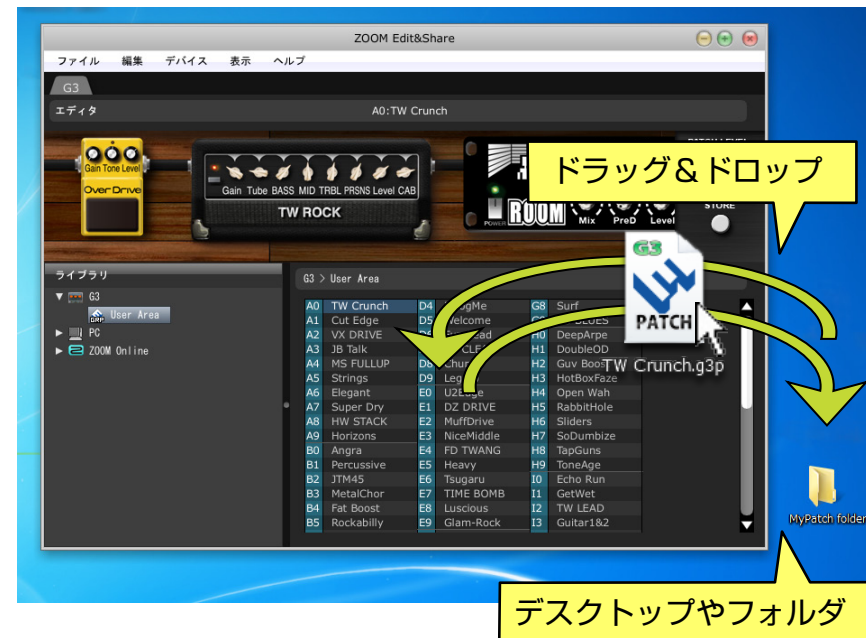 ZOOM Edit&Share
ファイル 編集 デバイス 表示 ヘルプ
G3
エディタ A0:TW Crunch
ドラッグ&ドロップ
Gain Tone Level
Over Drive
Gain Tube BASS MID TRBL PRSNS Level CAB
TW ROCK
POWER ROOM Mix PreD Level
STORE
ライブラリ
G3
User Area
PC
ZOOM Online
G3 > User Area
A0 TW Crunch
A1 Cut Edge
A2 VX DRIVE
A3 JB Talk
A4 MS FULLUP
A5 Strings
A6 Elegant
A7 Super Dry
A8 HW STACK
A9 Horizons
B0 Angra
B1 Percussive
B2 JTM45
B3 MetalChor
B4 Fat Boost
B5 Rockabilly
D4
D5 Welcome
D8
D9
E0
E1 DZ DRIVE
E2 MuffDrive
E3 NiceMiddle
E4 FD TWANG
E5 Heavy
E6 Tsugaru
E7 TIME BOMB
E8 Luscious
E9 Glam-Rock
G8 Surf
H0 DeepArpe
H1 DoubleOD
H2 Guv Boost
H3 HotBoxFaze
H4 Open Wah
H5 RabbitHole
H6 Sliders
H7 SoDumbize
H8 TapGuns
H9 ToneAge
I0 Echo Run
I1 GetWet
I2 TW LEAD
I3 Guitar1&2
G3
PATCH
TW Crunch.g3p
MyPatch folder
デスクトップやフォルダ